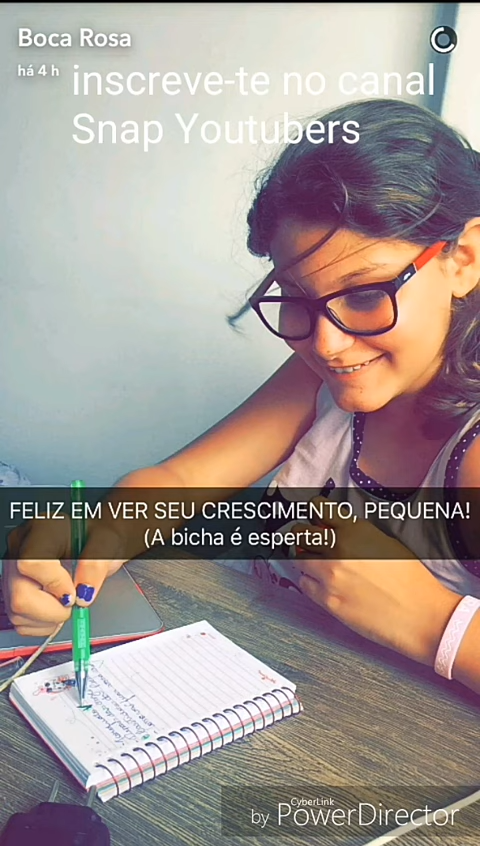 Boca Rosa
há 4 h
inscreve-te no canal
Snap Youtubers
FELIZ EM VER SEU CRESCIMENTO, PEQUENA!
(A bicha é esperta!)
by CyberLink PowerDirector